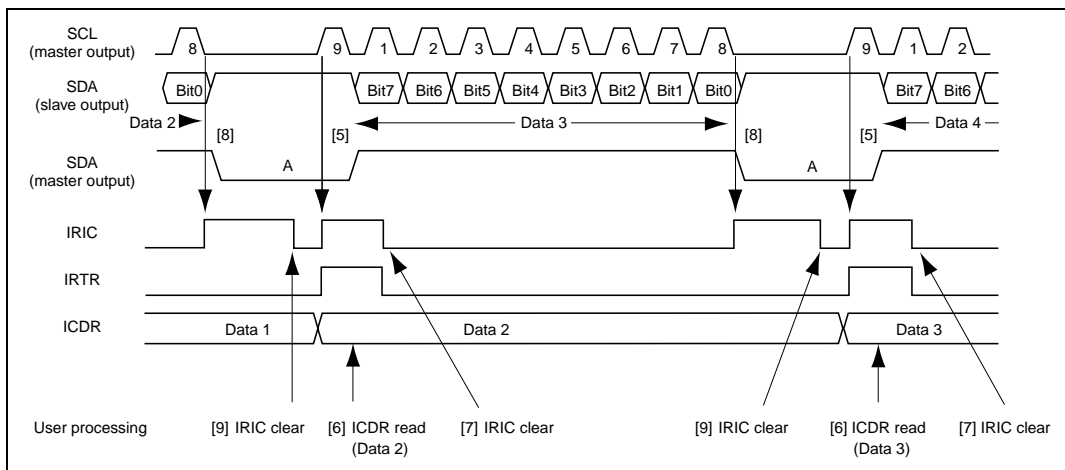 SCL
(master output)
8 9 1 2 3 4 5 6 7 8 9 1 2
SDA
(slave output)
Bit0 Bit7 Bit6 Bit5 Bit4 Bit3 Bit2 Bit1 Bit0 Bit7 Bit6
Data 2 [8] [5] Data 3 [8] [5] Data 4
SDA
(master output)
A A
IRIC
IRTR
ICDR
Data 1 Data 2 Data 3
User processing [9] IRIC clear [6] ICDR read [7] IRIC clear [9] IRIC clear [6] ICDR read [7] IRIC clear
(Data 2) (Data 3)